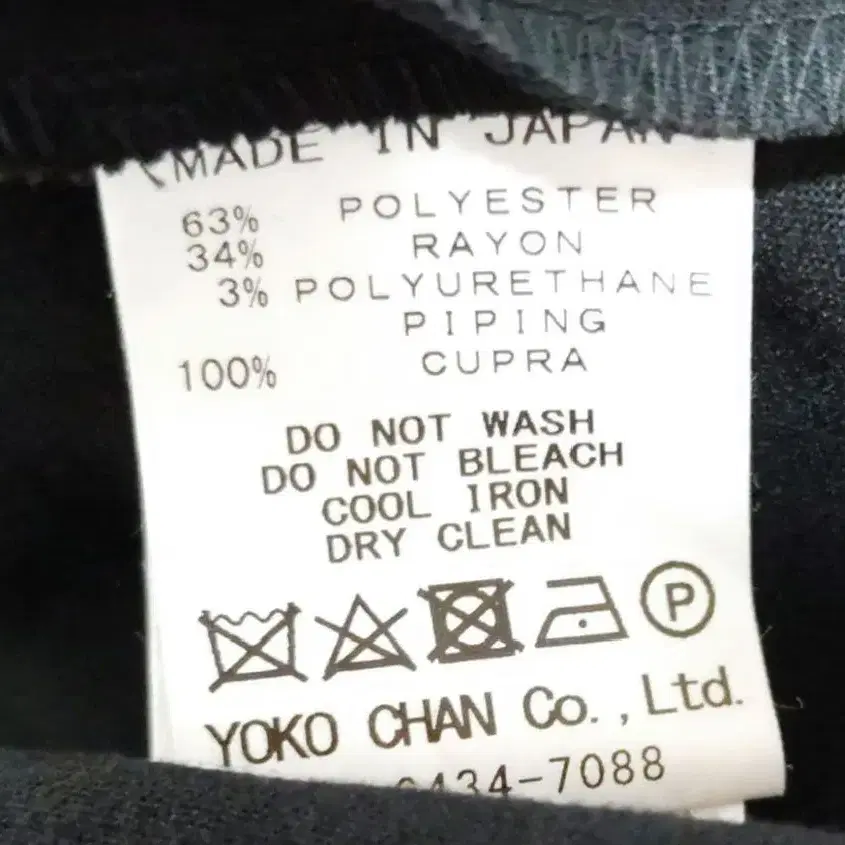 MADE IN JAPAN
63% POLYESTER
34% RAYON
3% POLYURETHANE
PIPING
100% CUPRA
DO NOT WASH
DO NOT BLEACH
COOL IRON
DRY CLEAN
P
YOKO CHAN Co.,Ltd.
6434-7088